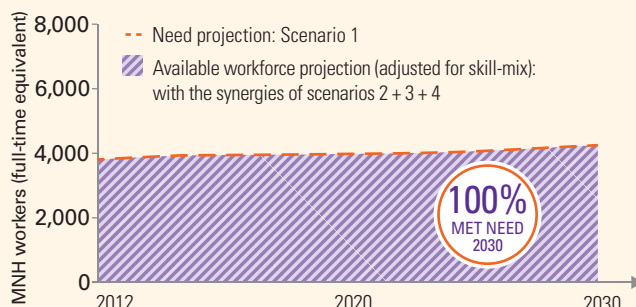 MNH workers (full-time equivalent)
8,000
6,000
4,000
2,000
0
Need projection: Scenario 1
Available workforce projection (adjusted for skill-mix):
with the synergies of scenarios 2 + 3 + 4
100%
MET NEED
2030
2012
2020
2030